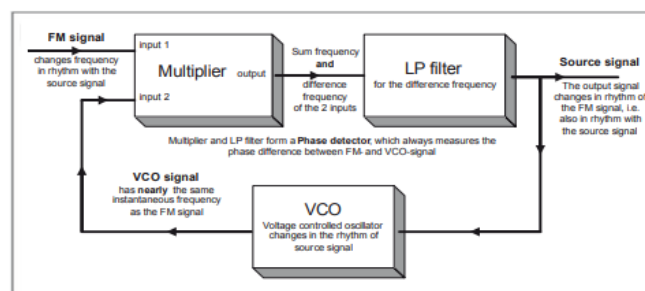 FM signal
changes frequency
in rhythm with the
source signal
input 1
Multiplier
output
input 2
Sum frequency
and
difference
frequency
of the 2 inputs
LP filter
for the difference frequency
Source signal
The output signal
changes in rhythm of
the FM signal, i.e.
also in rhythm with
the source signal
Multiplier and LP filter form a Phase detector, which always measures the
phase difference between FM- and VCO-signal
VCO signal
has nearly the same
instantaneous frequency
as the FM signal
VCO
Voltage controlled oscillator
changes in the rhythm of
source signal